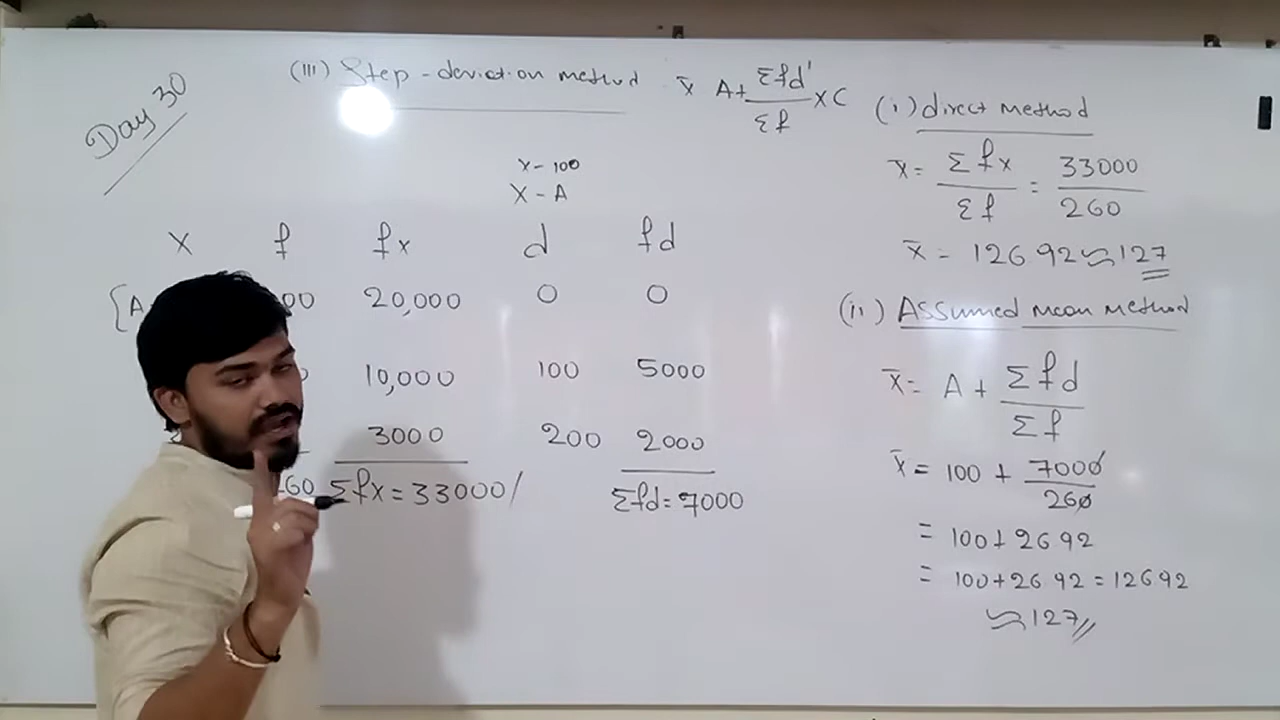 Day 30
(III) Step-deviation method x̄ A+ Σfd'/Σf ×C
x-100
X-A
X f fx d fd
{A 00 20,000 0 0
10,000 100 5000
3000 200 2000
260 Σfx=33000/ Σfd=7000
(i) direct method
x̄= Σfx/Σf = 33000/260
x̄ = 126 92≈127
(ii) Assumed mean method
x̄= A + Σfd/Σf
x̄= 100 + 7000/260
= 100+26 92
= 100+26 92 = 126 92
≈127//